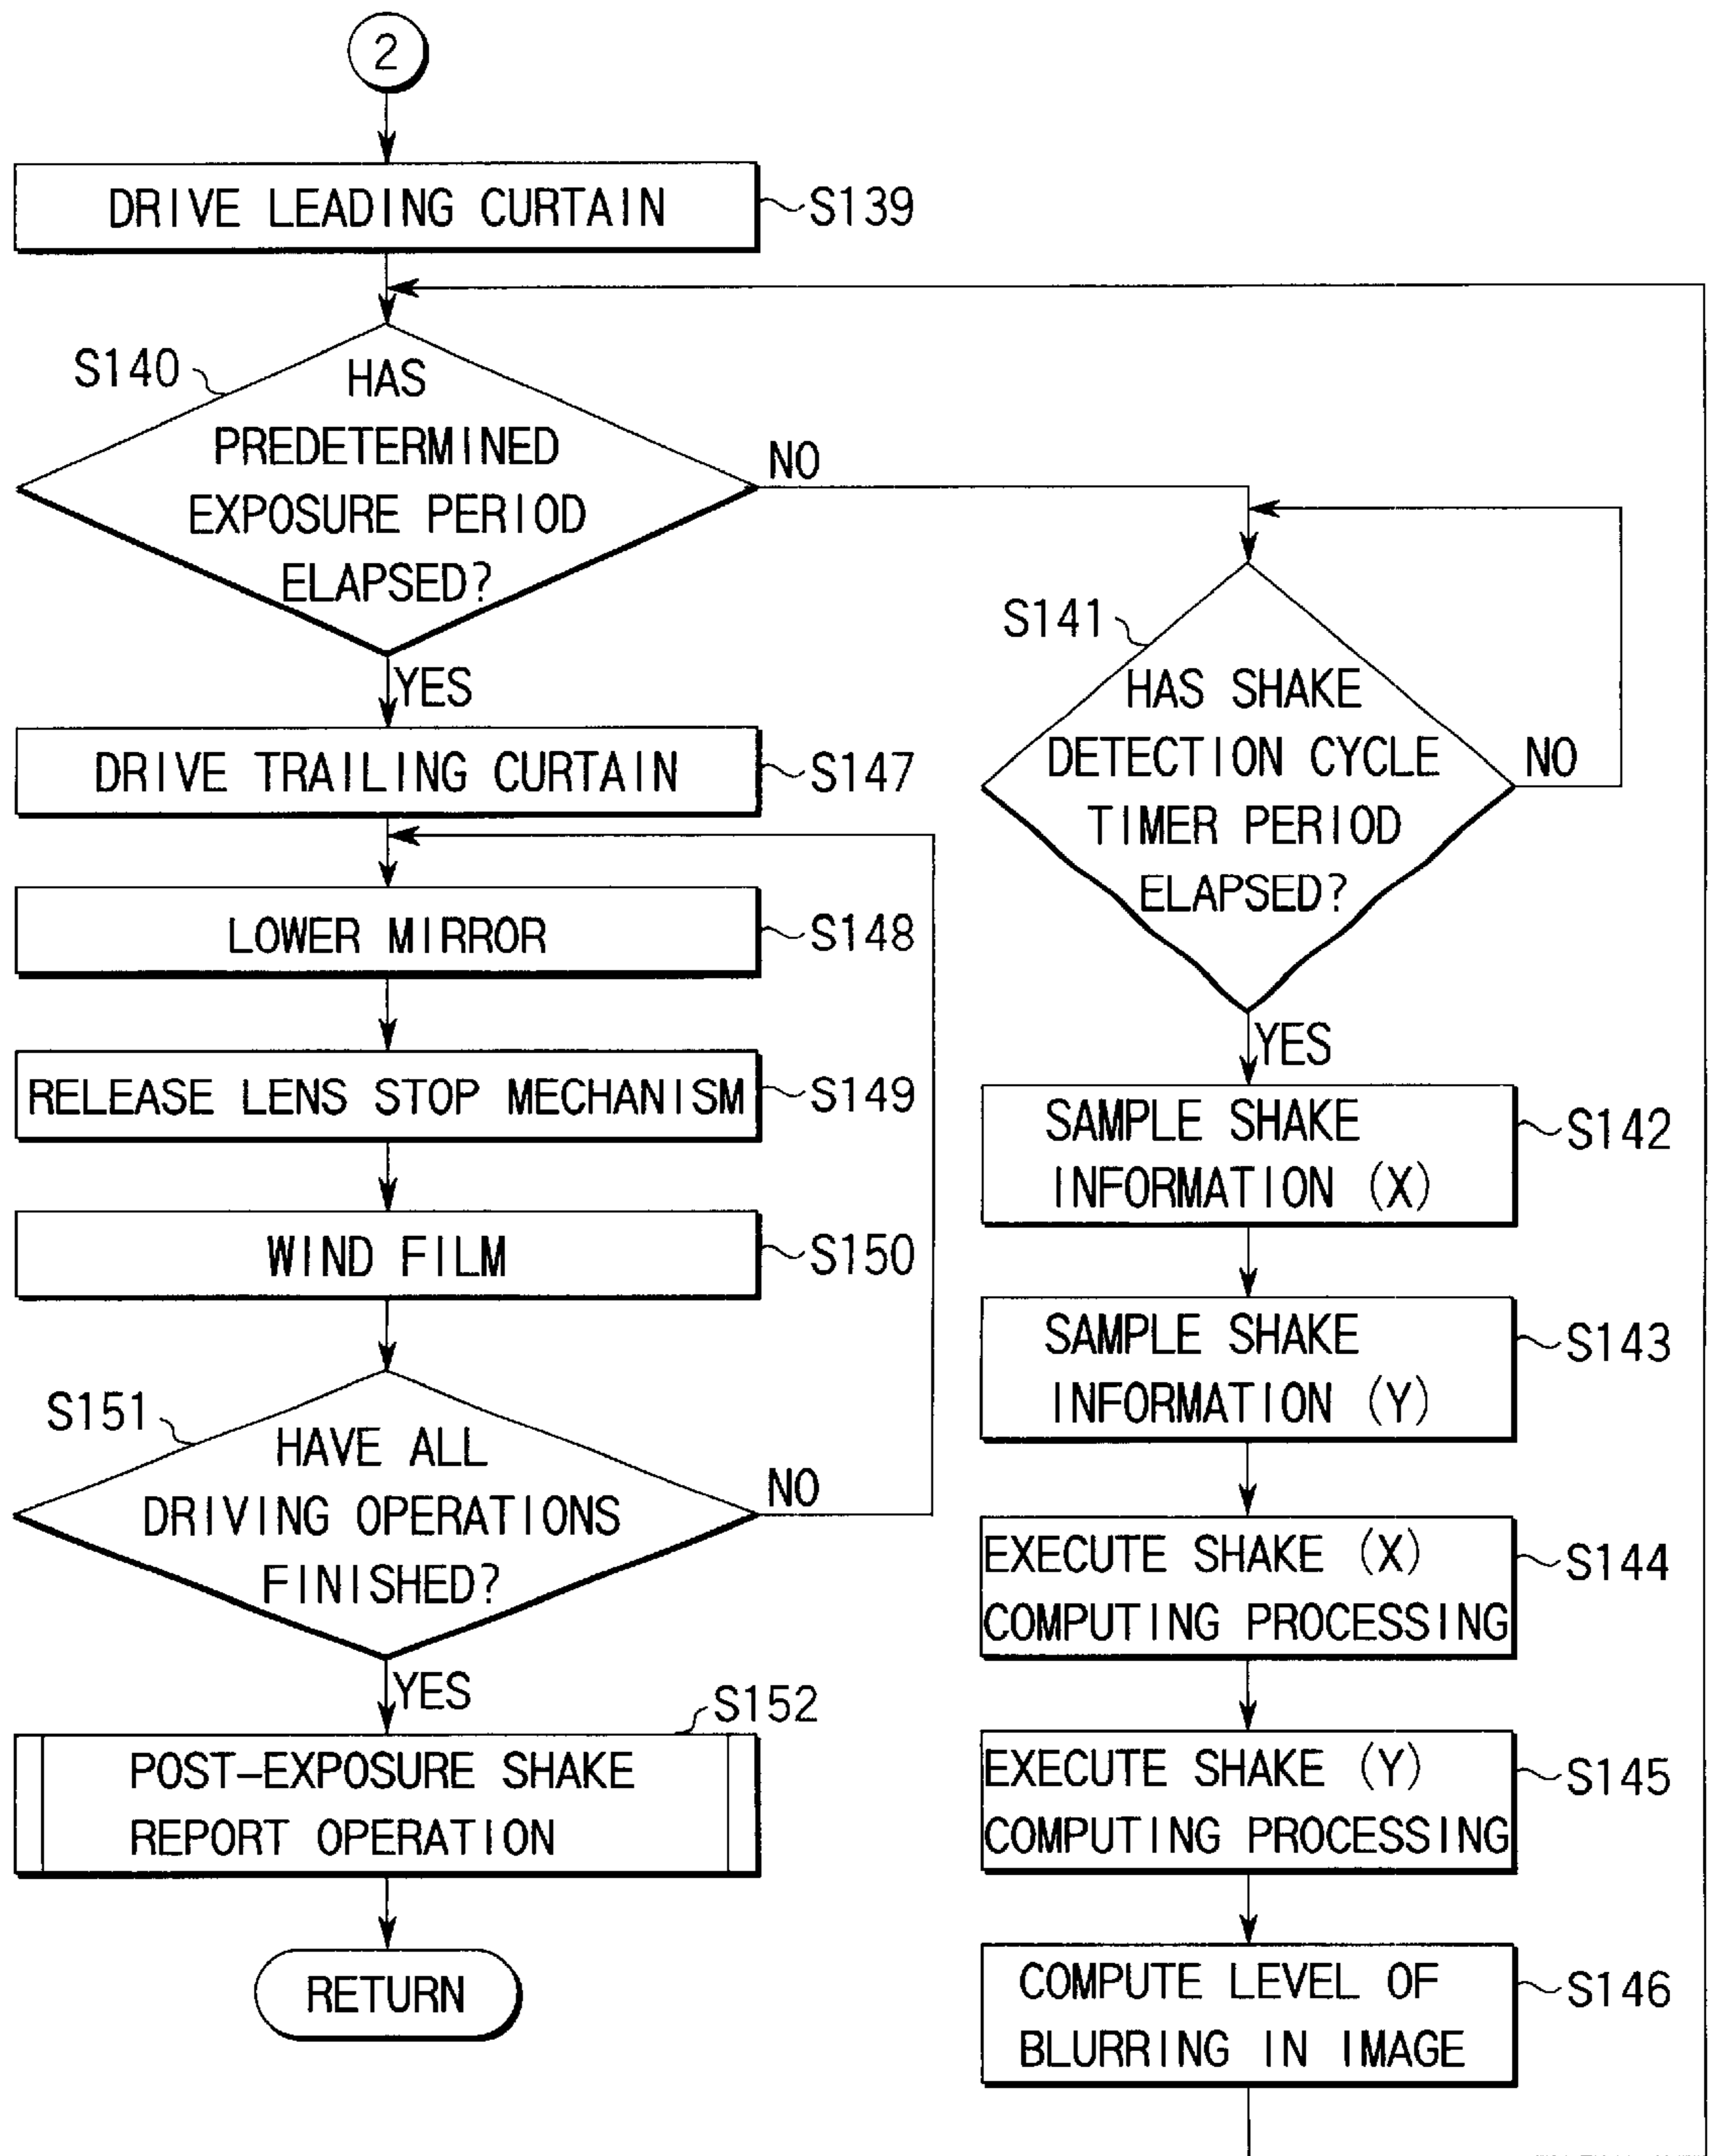 2
DRIVE LEADING CURTAIN
S139
S140
HAS
PREDETERMINED
EXPOSURE PERIOD
ELAPSED?
NO
YES
S141
HAS SHAKE
DETECTION CYCLE
TIMER PERIOD
ELAPSED?
NO
YES
SAMPLE SHAKE
INFORMATION (X)
S142
SAMPLE SHAKE
INFORMATION (Y)
S143
EXECUTE SHAKE (X)
COMPUTING PROCESSING
S144
EXECUTE SHAKE (Y)
COMPUTING PROCESSING
S145
COMPUTE LEVEL OF
BLURRING IN IMAGE
S146
DRIVE TRAILING CURTAIN
S147
LOWER MIRROR
S148
RELEASE LENS STOP MECHANISM
S149
WIND FILM
S150
S151
HAVE ALL
DRIVING OPERATIONS
FINISHED?
NO
YES
S152
POST-EXPOSURE SHAKE
REPORT OPERATION
RETURN